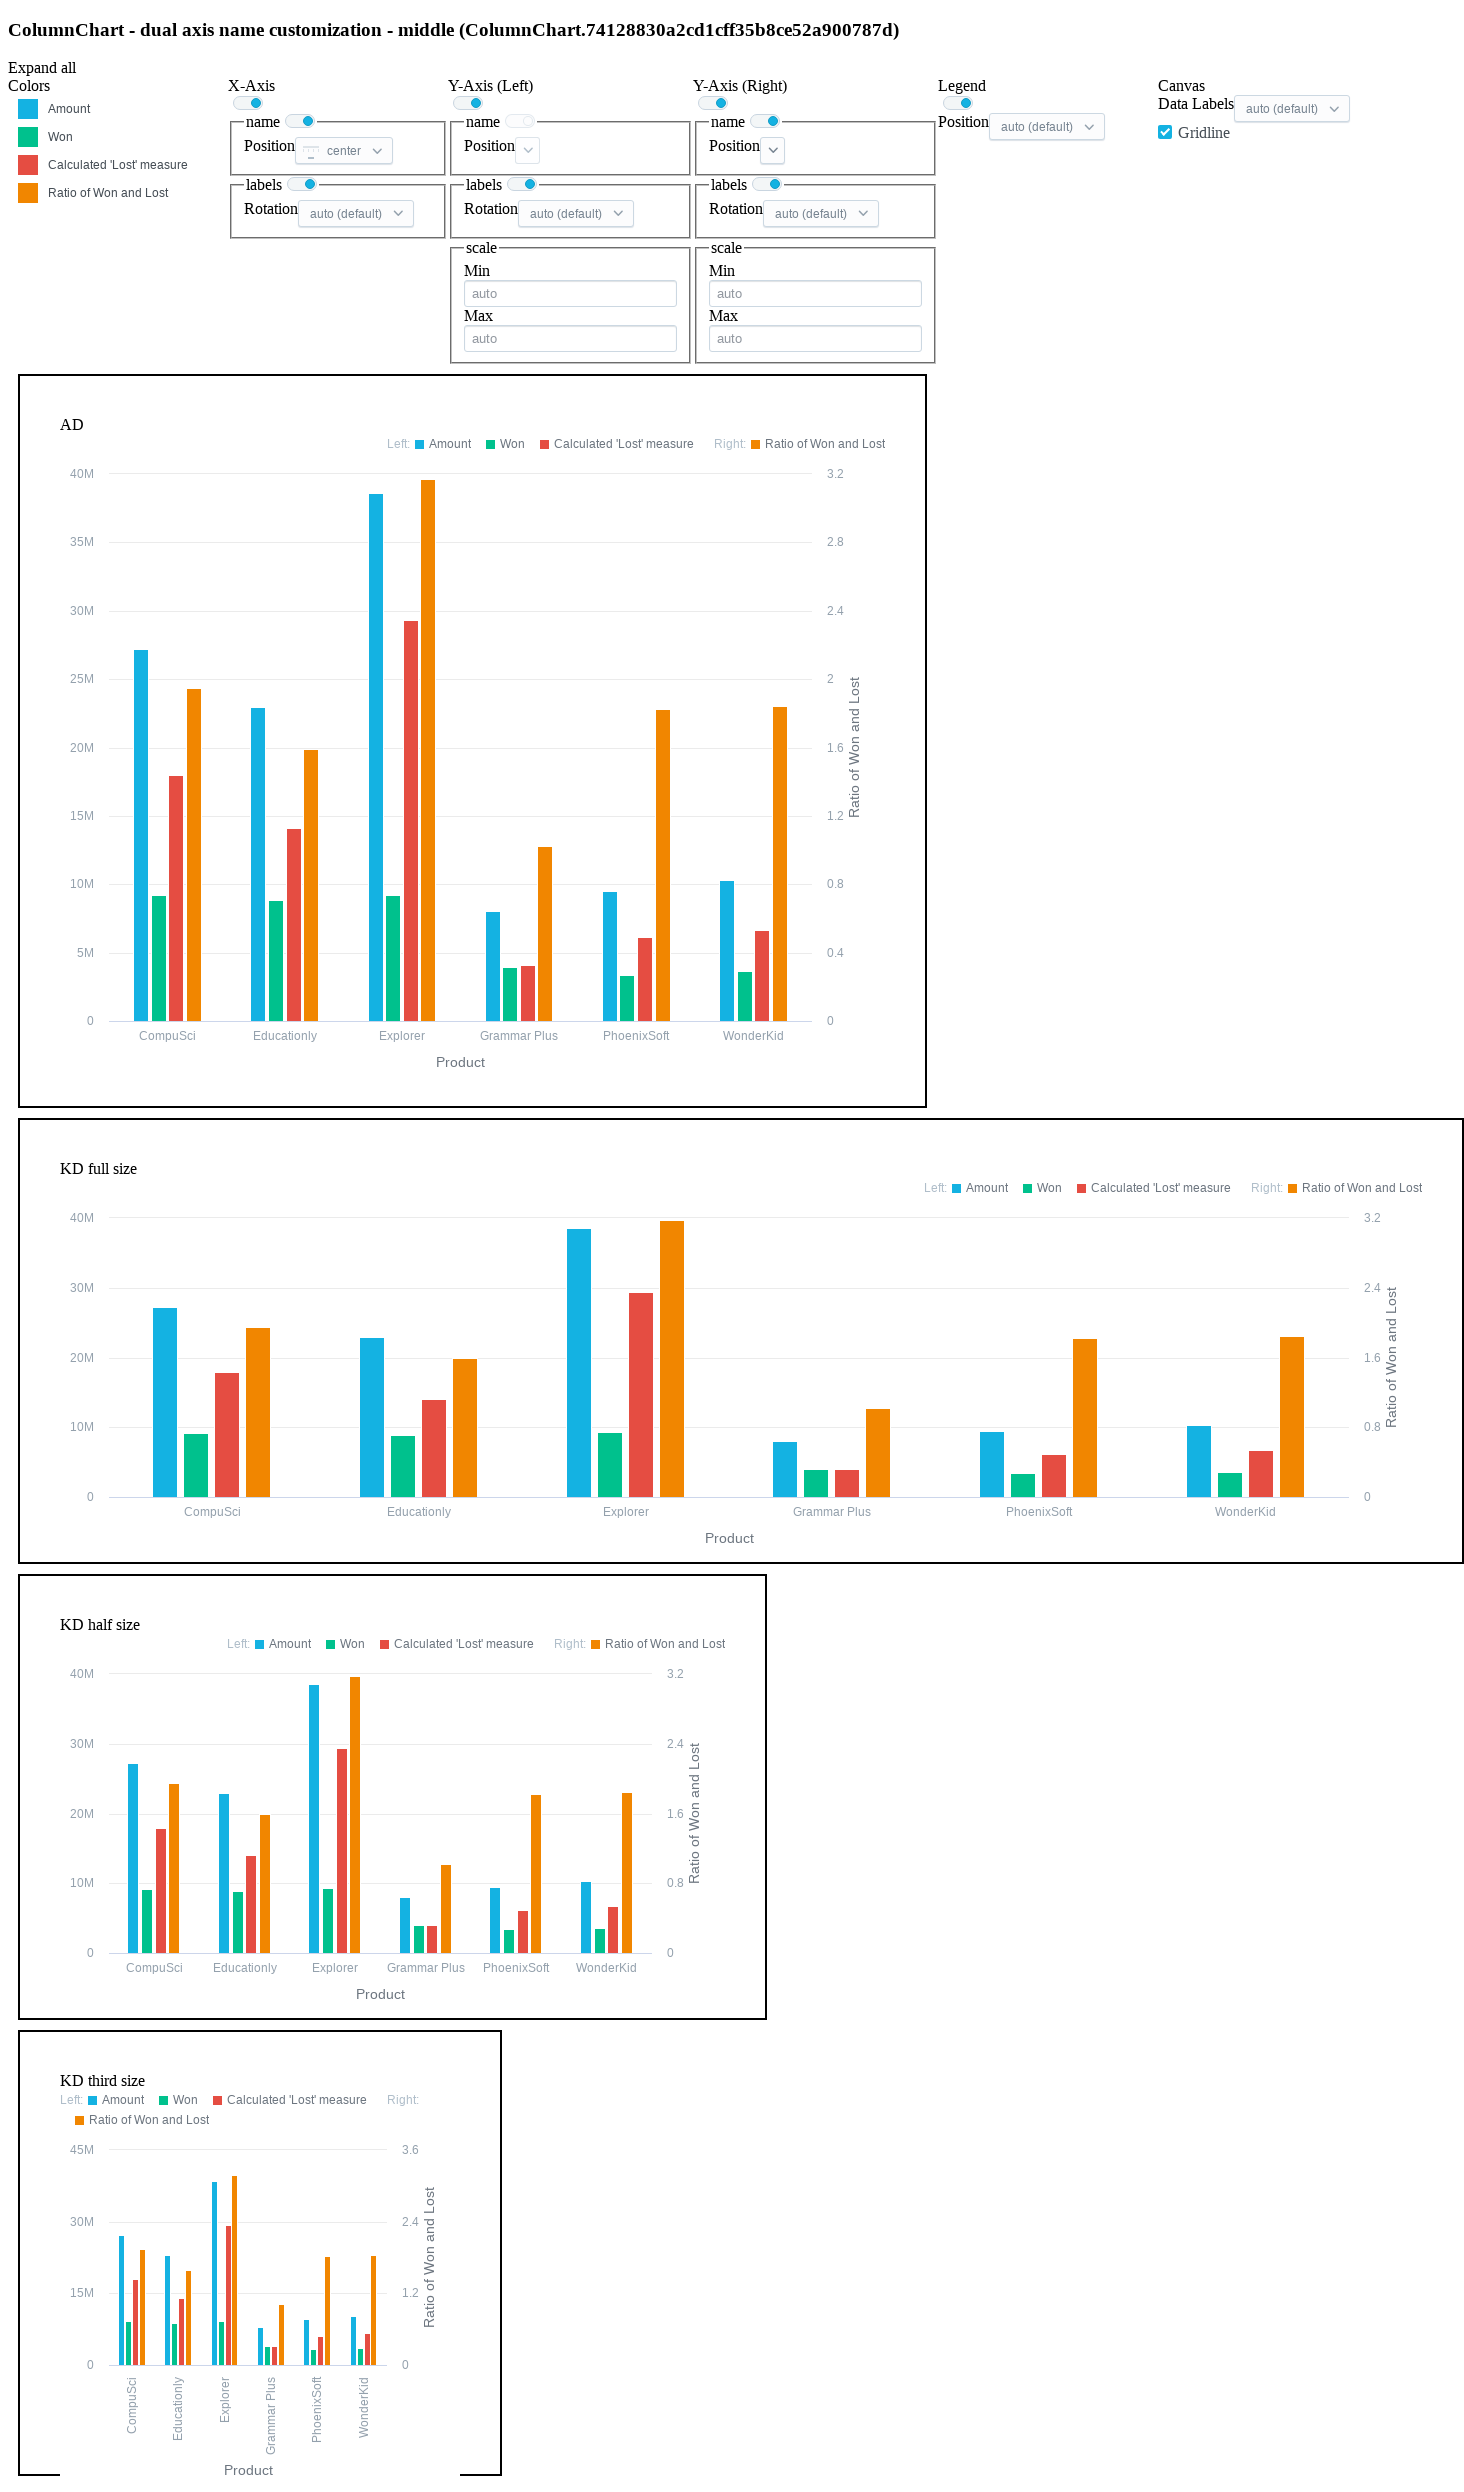 ColumnChart - dual axis name customization - middle (ColumnChart.74128830a2cd1cff35b8ce52a900787d)
Expand all
Colors
Amount
Won
Calculated 'Lost' measure
Ratio of Won and Lost
X-Axis
name
Position center
labels
Rotation auto (default)
Y-Axis (Left)
name
Position
labels
Rotation auto (default)
scale
Min
auto
Max
auto
Y-Axis (Right)
name
Position
labels
Rotation auto (default)
scale
Min
auto
Max
auto
Legend
Position auto (default)
Canvas
Data Labels auto (default)
Gridline
AD
Left: Amount Won Calculated 'Lost' measure Right: Ratio of Won and Lost
40M 3.2
35M 2.8
30M 2.4
25M 2
20M 1.6
15M 1.2
10M 0.8
5M 0.4
0 0
Ratio of Won and Lost
CompuSci Educationly Explorer Grammar Plus PhoenixSoft WonderKid
Product
KD full size
Left: Amount Won Calculated 'Lost' measure Right: Ratio of Won and Lost
40M 3.2
30M 2.4
20M 1.6
10M 0.8
0 0
Ratio of Won and Lost
CompuSci Educationly Explorer Grammar Plus PhoenixSoft WonderKid
Product
KD half size
Left: Amount Won Calculated 'Lost' measure Right: Ratio of Won and Lost
40M 3.2
30M 2.4
20M 1.6
10M 0.8
0 0
Ratio of Won and Lost
CompuSci Educationly Explorer Grammar Plus PhoenixSoft WonderKid
Product
KD third size
Left: Amount Won Calculated 'Lost' measure Right:
Ratio of Won and Lost
45M 3.6
30M 2.4
15M 1.2
0 0
Ratio of Won and Lost
CompuSci Educationly Explorer Grammar Plus PhoenixSoft WonderKid
Product